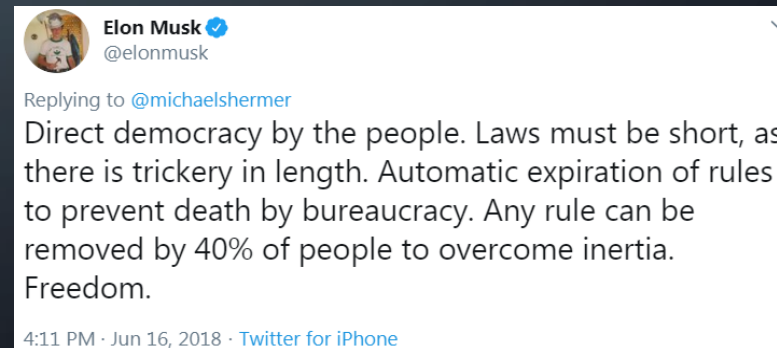 Elon Musk
@elonmusk
Replying to @michaelshermer
Direct democracy by the people. Laws must be short, as
there is trickery in length. Automatic expiration of rules
to prevent death by bureaucracy. Any rule can be
removed by 40% of people to overcome inertia.
Freedom.
4:11 PM · Jun 16, 2018 · Twitter for iPhone